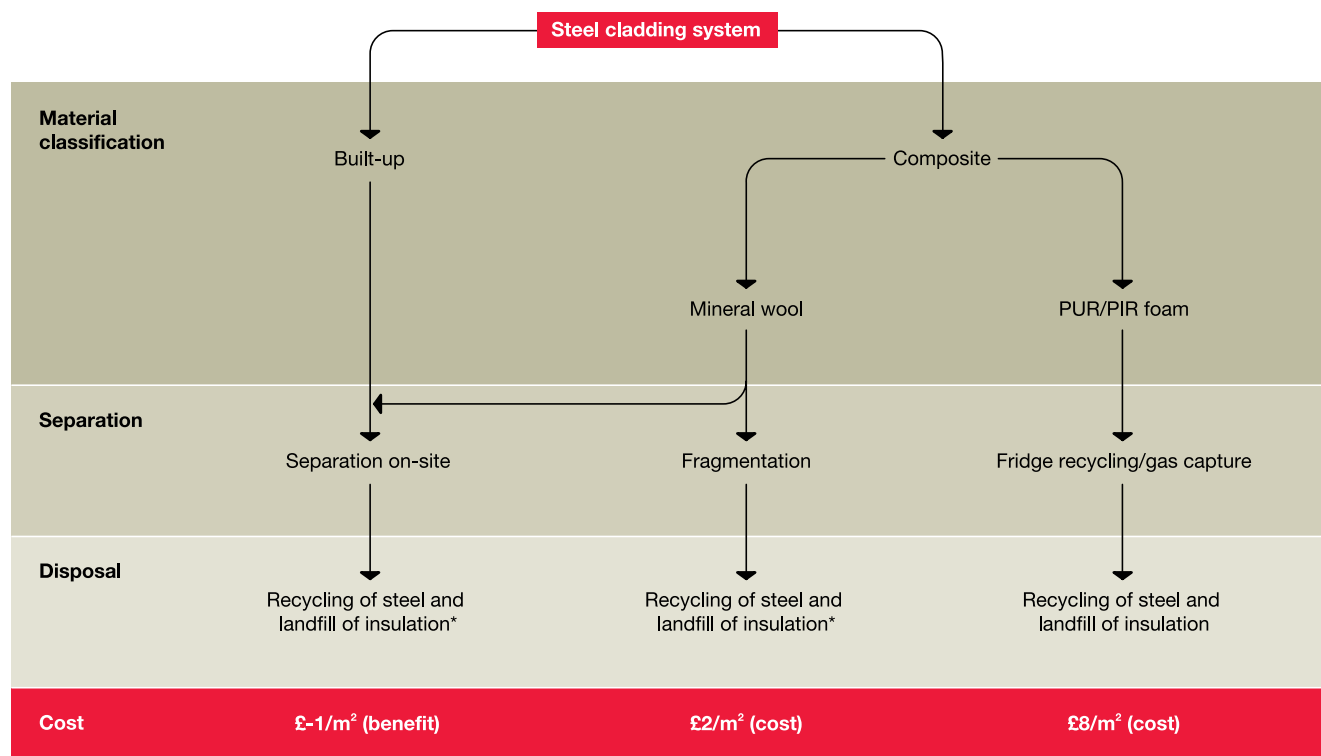 Steel cladding system
Material
classification
Built-up
Composite
Mineral wool
PUR/PIR foam
Separation
Separation on-site
Fragmentation
Fridge recycling/gas capture
Disposal
Recycling of steel and
landfill of insulation*
Recycling of steel and
landfill of insulation*
Recycling of steel and
landfill of insulation
Cost
£-1/m² (benefit)
£2/m² (cost)
£8/m² (cost)